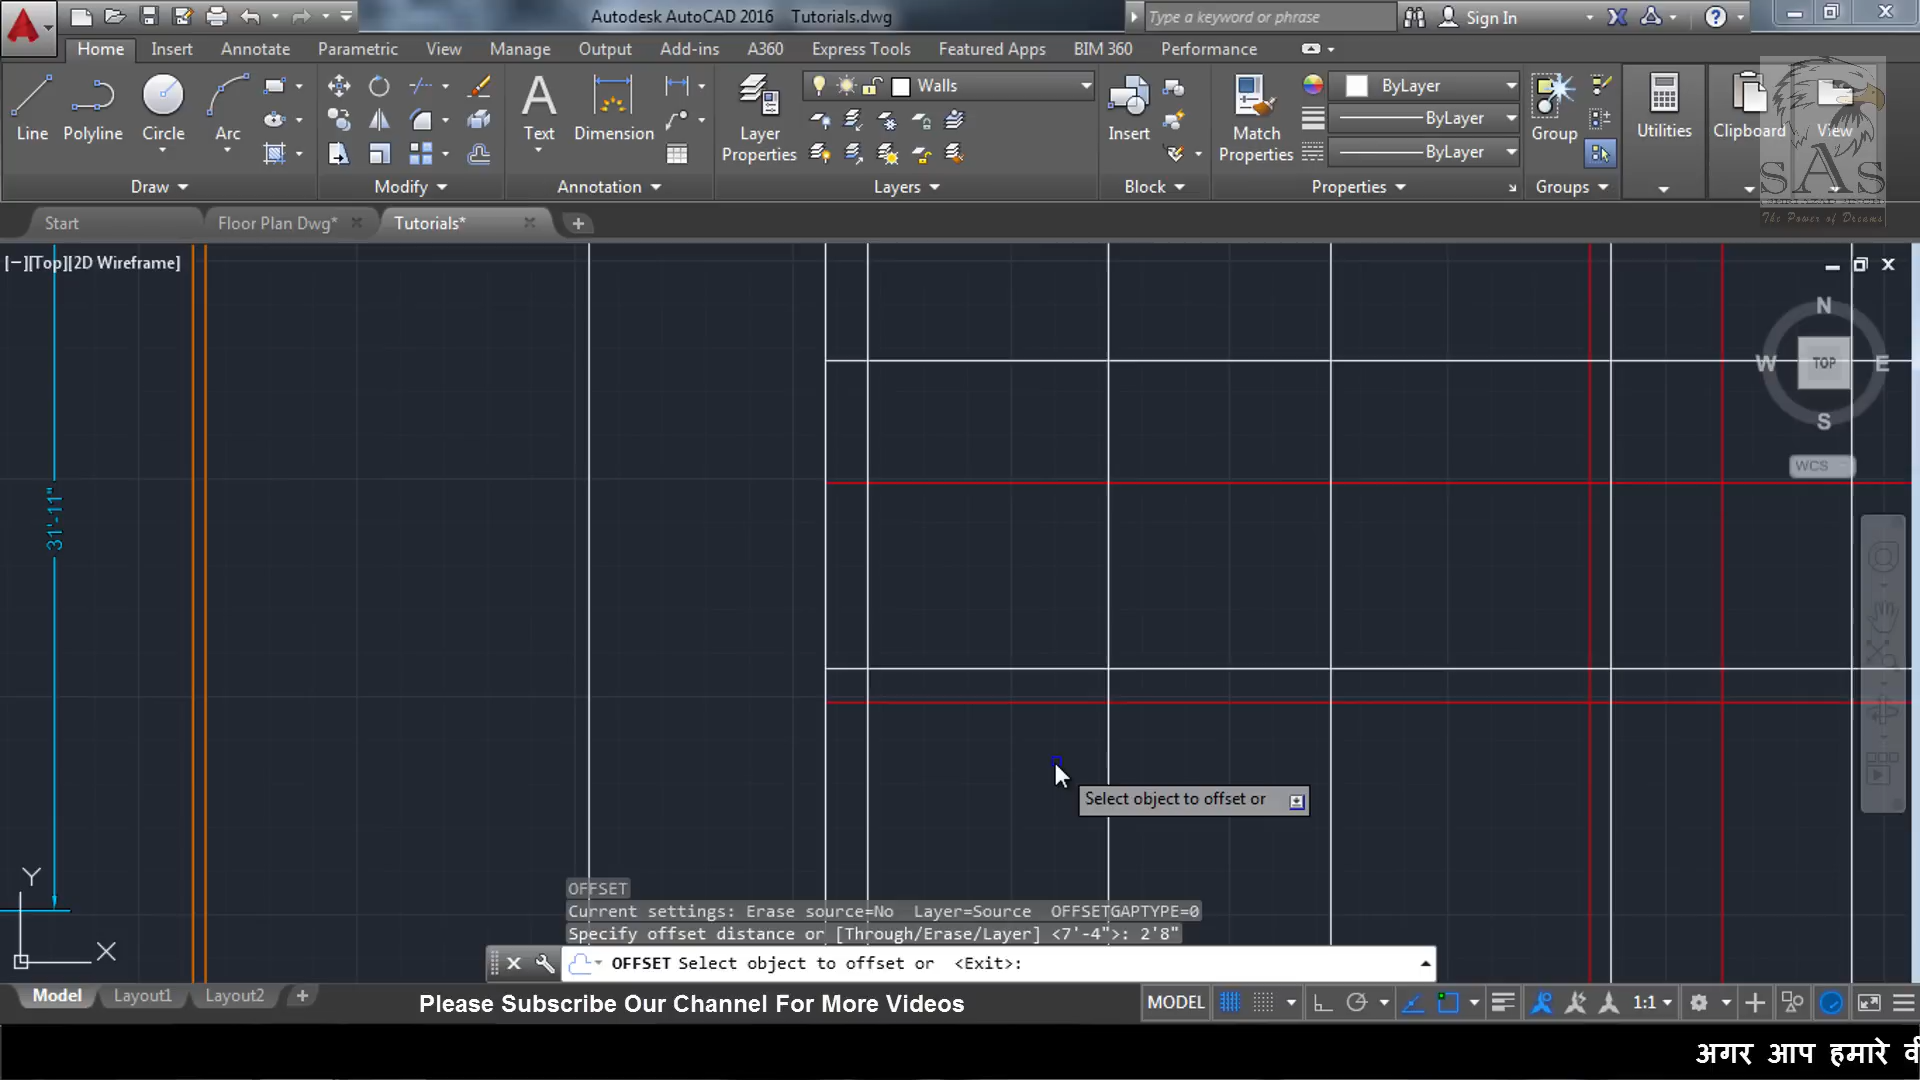 Autodesk AutoCAD 2016 Tutorials.dwg
Type a keyword or phrase
Sign In
Home Insert Annotate Parametric View Manage Output Add-ins A360 Express Tools Featured Apps BIM 360 Performance
Line Polyline Circle Arc
Text Dimension
Layer Properties
Walls
Insert
Match Properties
ByLayer
ByLayer
ByLayer
Group Utilities Clipboard View
Draw Modify Annotation Layers Block Properties Groups
SAS
The Power of Dreams
Start Floor Plan Dwg* Tutorials*
[−][Top][2D Wireframe]
N
W TOP E
S
WCS
31'-11"
Select object to offset or
Y
X
OFFSET
Current settings: Erase source=No Layer=Source OFFSETGAPTYPE=0
Specify offset distance or [Through/Erase/Layer] <7'-4">: 2'8"
OFFSET Select object to offset or <Exit>:
Model Layout1 Layout2
Please Subscribe Our Channel For More Videos
MODEL 1:1
अगर आप हमारे